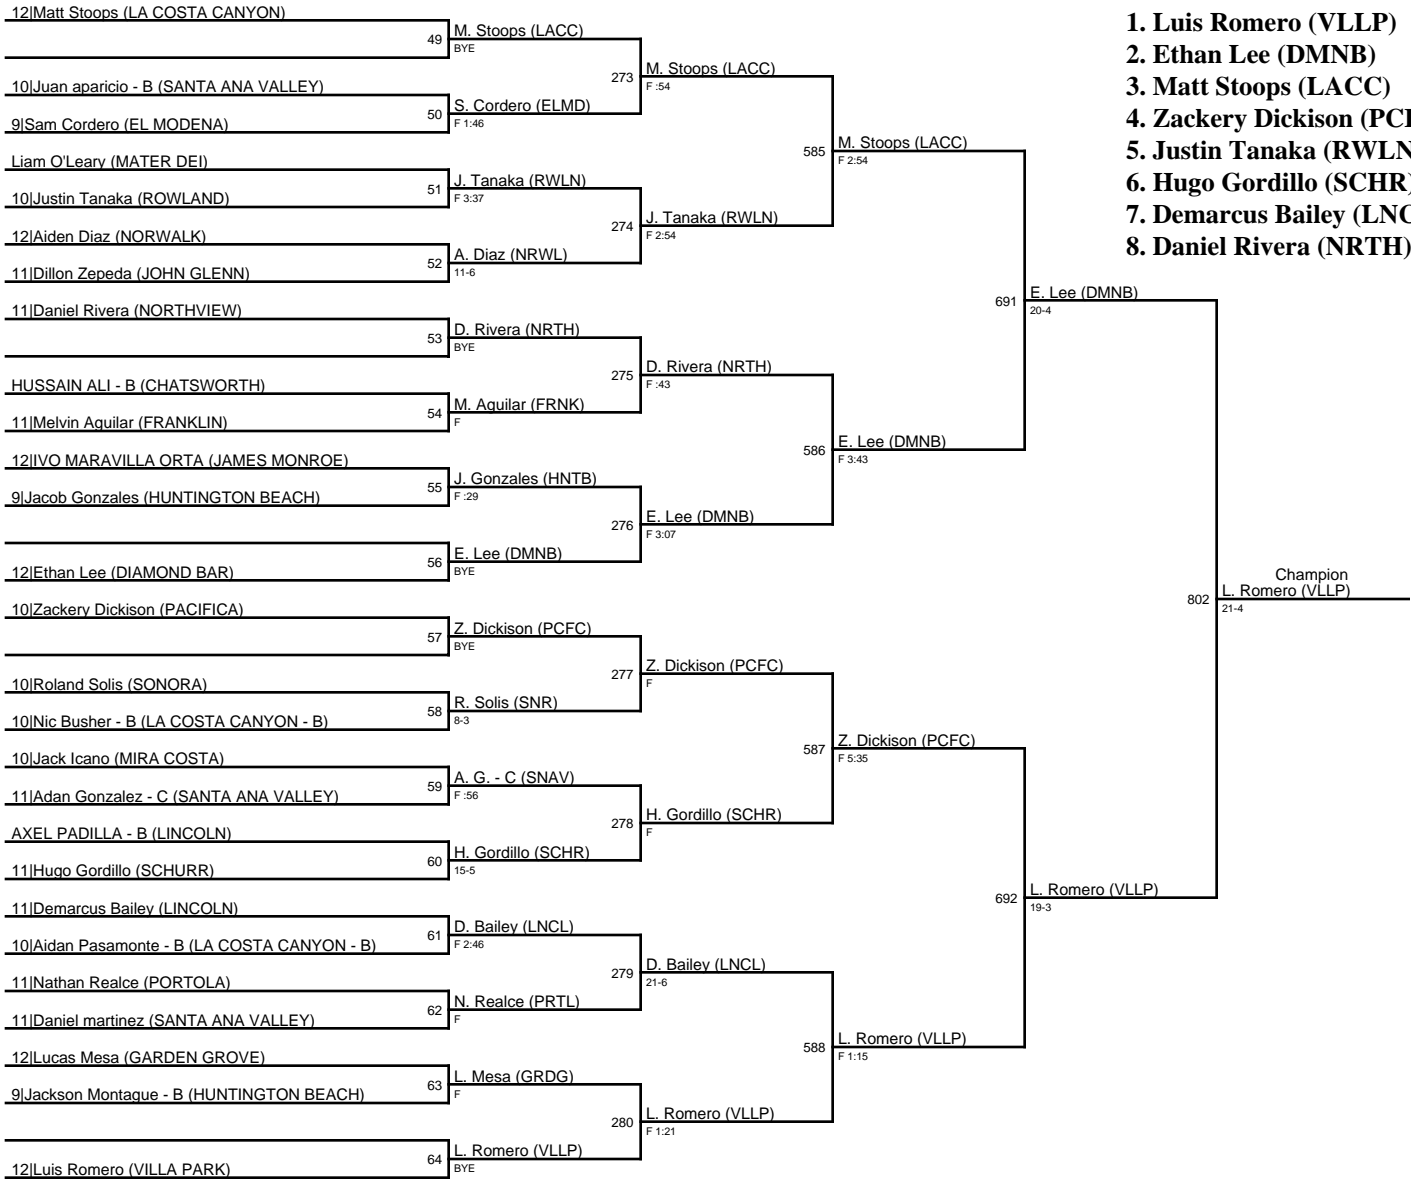 12|Matt Stoops (LA COSTA CANYON)
49
M. Stoops (LACC)
BYE
10|Juan aparicio - B (SANTA ANA VALLEY)
9|Sam Cordero (EL MODENA)
50
S. Cordero (ELMD)
F 1:46
273
M. Stoops (LACC)
F :54
Liam O'Leary (MATER DEI)
10|Justin Tanaka (ROWLAND)
51
J. Tanaka (RWLN)
F 3:37
12|Aiden Diaz (NORWALK)
11|Dillon Zepeda (JOHN GLENN)
52
A. Diaz (NRWL)
11-6
274
J. Tanaka (RWLN)
F 2:54
585
M. Stoops (LACC)
F 2:54
11|Daniel Rivera (NORTHVIEW)
53
D. Rivera (NRTH)
BYE
HUSSAIN ALI - B (CHATSWORTH)
11|Melvin Aguilar (FRANKLIN)
54
M. Aguilar (FRNK)
F
275
D. Rivera (NRTH)
F :43
12|IVO MARAVILLA ORTA (JAMES MONROE)
9|Jacob Gonzales (HUNTINGTON BEACH)
55
J. Gonzales (HNTB)
F :29
12|Ethan Lee (DIAMOND BAR)
56
E. Lee (DMNB)
BYE
276
E. Lee (DMNB)
F 3:07
586
E. Lee (DMNB)
F 3:43
691
E. Lee (DMNB)
20-4
10|Zackery Dickison (PACIFICA)
57
Z. Dickison (PCFC)
BYE
10|Roland Solis (SONORA)
10|Nic Busher - B (LA COSTA CANYON - B)
58
R. Solis (SNR)
8-3
277
Z. Dickison (PCFC)
F
10|Jack Icano (MIRA COSTA)
11|Adan Gonzalez - C (SANTA ANA VALLEY)
59
A. G. - C (SNAV)
F :56
AXEL PADILLA - B (LINCOLN)
11|Hugo Gordillo (SCHURR)
60
H. Gordillo (SCHR)
15-5
278
H. Gordillo (SCHR)
F
587
Z. Dickison (PCFC)
F 5:35
11|Demarcus Bailey (LINCOLN)
10|Aidan Pasamonte - B (LA COSTA CANYON - B)
61
D. Bailey (LNCL)
F 2:46
11|Nathan Realce (PORTOLA)
11|Daniel martinez (SANTA ANA VALLEY)
62
N. Realce (PRTL)
F
279
D. Bailey (LNCL)
21-6
12|Lucas Mesa (GARDEN GROVE)
9|Jackson Montague - B (HUNTINGTON BEACH)
63
L. Mesa (GRDG)
F
12|Luis Romero (VILLA PARK)
64
L. Romero (VLLP)
BYE
280
L. Romero (VLLP)
F 1:21
588
L. Romero (VLLP)
F 1:15
692
L. Romero (VLLP)
19-3
802
Champion
L. Romero (VLLP)
21-4
1. Luis Romero (VLLP)
2. Ethan Lee (DMNB)
3. Matt Stoops (LACC)
4. Zackery Dickison (PC
5. Justin Tanaka (RWLN
6. Hugo Gordillo (SCHR)
7. Demarcus Bailey (LNC
8. Daniel Rivera (NRTH)